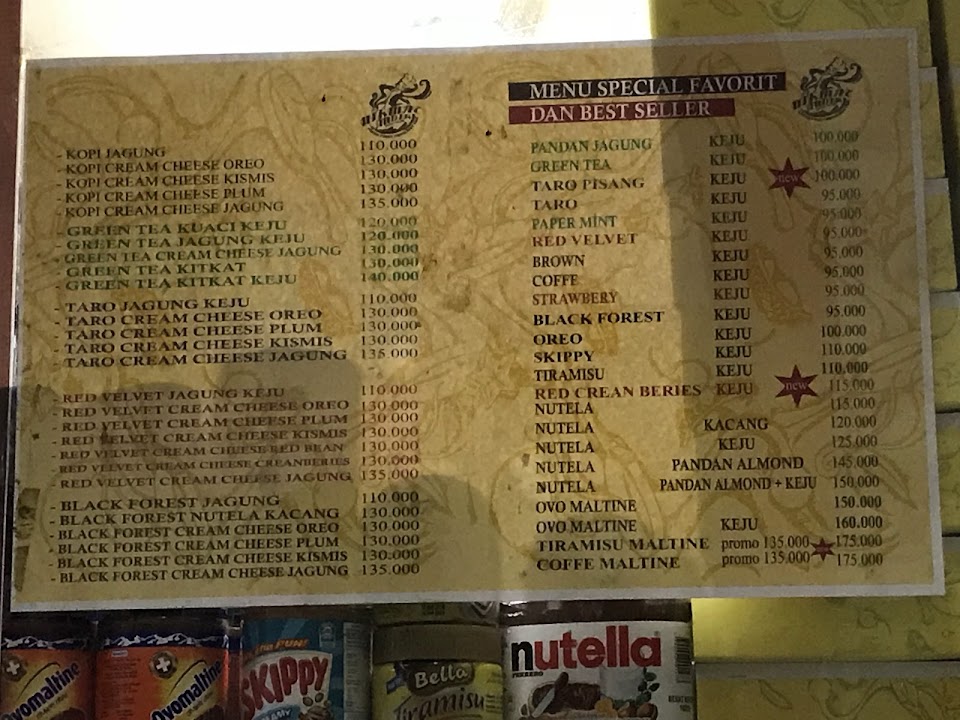 - KOPI JAGUNG 110.000
- KOPI CREAM CHEESE OREO 130.000
- KOPI CREAM CHEESE KISMIS 130.000
- KOPI CREAM CHEESE PLUM 130.000
- KOPI CREAM CHEESE JAGUNG 135.000
- GREEN TEA KUACI KEJU 120.000
- GREEN TEA JAGUNG KEJU 120.000
- GREEN TEA CREAM CHEESE JAGUNG 130.000
- GREEN TEA KITKAT 130.000
- GREEN TEA KITKAT KEJU 140.000
- TARO JAGUNG KEJU 110.000
- TARO CREAM CHEESE OREO 130.000
- TARO CREAM CHEESE PLUM 130.000
- TARO CREAM CHEESE KISMIS 130.000
- TARO CREAM CHEESE JAGUNG 135.000
- RED VELVET JAGUNG KEJU 110.000
- RED VELVET CREAM CHEESE OREO 130.000
- RED VELVET CREAM CHEESE PLUM 130.000
- RED VELVET CREAM CHEESE KISMIS 130.000
- RED VELVET CREAM CHEESE RED BEAN 130.000
- RED VELVET CREAM CHEESE CREANBERIES 130.000
- RED VELVET CREAM CHEESE JAGUNG 135.000
- BLACK FOREST JAGUNG 110.000
- BLACK FOREST NUTELA KACANG 130.000
- BLACK FOREST CREAM CHEESE OREO 130.000
- BLACK FOREST CREAM CHEESE PLUM 130.000
- BLACK FOREST CREAM CHEESE KISMIS 130.000
- BLACK FOREST CREAM CHEESE JAGUNG 135.000
MENU SPECIAL FAVORIT
DAN BEST SELLER
PANDAN JAGUNG KEJU 100.000
GREEN TEA KEJU 100.000
TARO PISANG KEJU new 100.000
TARO KEJU 95.000
PAPER MINT KEJU 95.000
RED VELVET KEJU 95.000
BROWN KEJU 95.000
COFFE KEJU 95.000
STRAWBERY KEJU 95.000
BLACK FOREST KEJU 95.000
OREO KEJU 100.000
SKIPPY KEJU 110.000
TIRAMISU KEJU 110.000
RED CREAN BERIES KEJU new 115.000
NUTELA 115.000
NUTELA KACANG 120.000
NUTELA KEJU 125.000
NUTELA PANDAN ALMOND 145.000
NUTELA PANDAN ALMOND + KEJU 150.000
OVO MALTINE 150.000
OVO MALTINE KEJU 160.000
TIRAMISU MALTINE promo 135.000 175.000
COFFE MALTINE promo 135.000 175.000
Ovomaltine
Ovomaltine
SKIPPY
Bella
Tiramisu
nutella
FERRERO